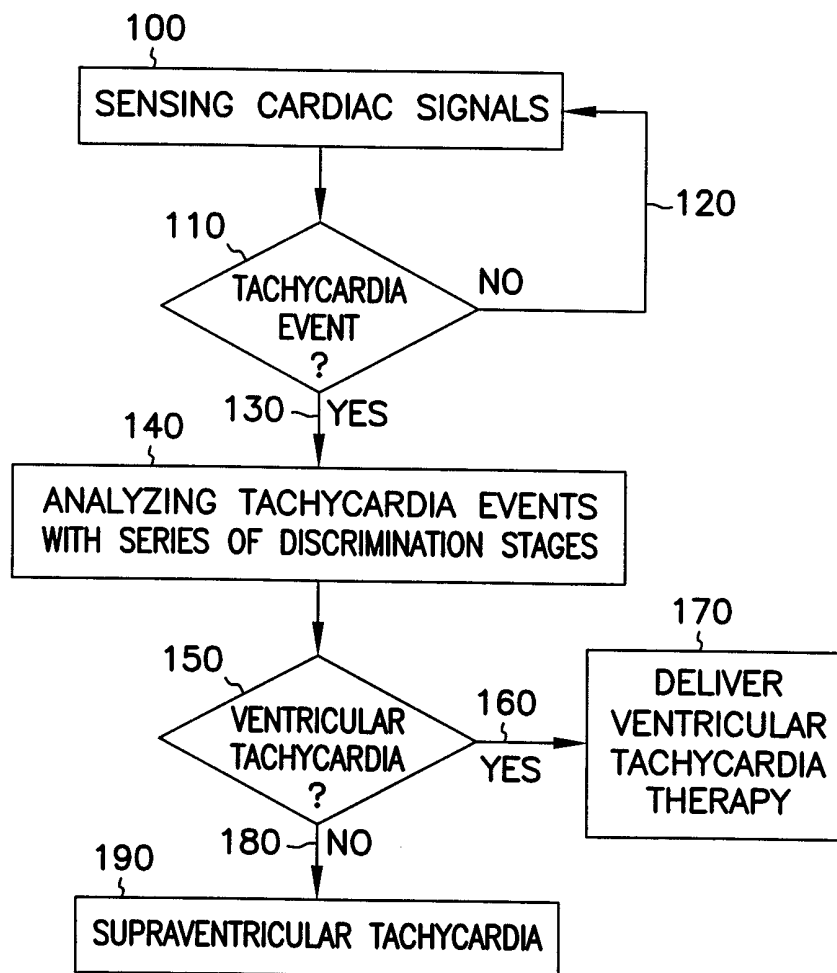 100
SENSING CARDIAC SIGNALS
120
110
TACHYCARDIA
EVENT
?
NO
130
YES
140
ANALYZING TACHYCARDIA EVENTS
WITH SERIES OF DISCRIMINATION STAGES
150
VENTRICULAR
TACHYCARDIA
?
160
YES
170
DELIVER
VENTRICULAR
TACHYCARDIA
THERAPY
180
NO
190
SUPRAVENTRICULAR TACHYCARDIA